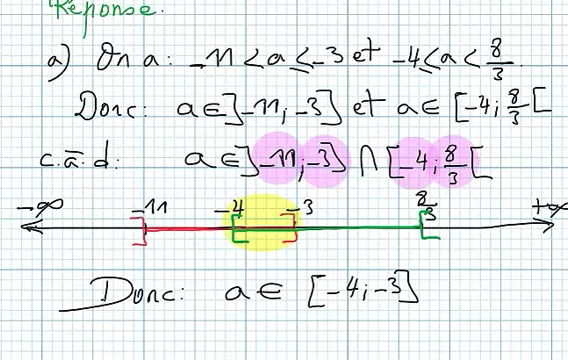 Réponse.
a) On a: -11 < a ≤ -3 et -4 ≤ a < 8/3.
Donc: a ∈ ]-11; -3] et a ∈ [-4; 8/3[
c.à.d: a ∈ ]-11; -3] ∩ [-4; 8/3[
-∞ -11 -4 -3 8/3 +∞
Donc: a ∈ [-4; -3]